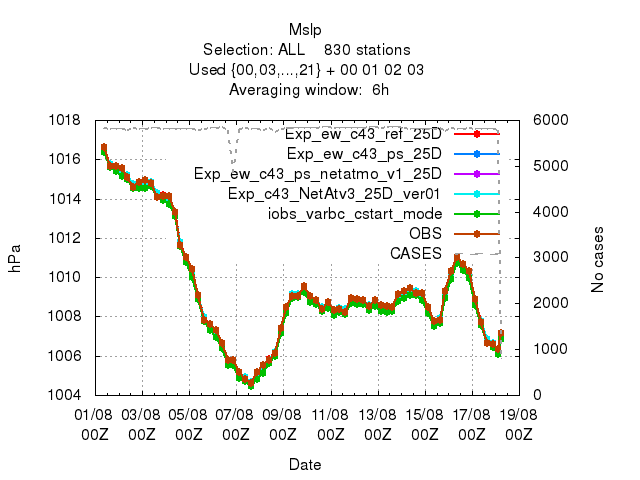 Mslp
Selection: ALL    830 stations
Used {00,03,...,21} + 00 01 02 03
Averaging window:  6h
hPa
No cases
1018
1016
1014
1012
1010
1008
1006
1004
6000
5000
4000
3000
2000
1000
0
Exp_ew_c43_ref_25D
Exp_ew_c43_ps_25D
Exp_ew_c43_ps_netatmo_v1_25D
Exp_c43_NetAtv3_25D_ver01
iobs_varbc_cstart_mode
OBS
CASES
01/08 03/08 05/08 07/08 09/08 11/08 13/08 15/08 17/08 19/08
00Z 00Z 00Z 00Z 00Z 00Z 00Z 00Z 00Z 00Z
Date